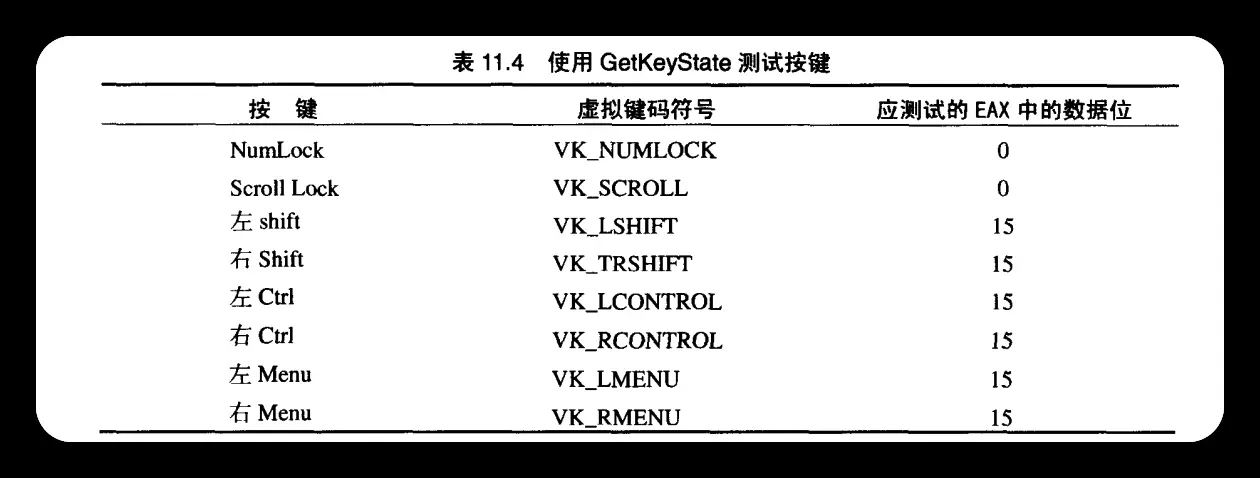 表 11.4 使用 GetKeyState 测试按键
按 键 虚拟键码符号 应测试的 EAX 中的数据位
NumLock VK_NUMLOCK 0
Scroll Lock VK_SCROLL 0
左 shift VK_LSHIFT 15
右 Shift VK_TRSHIFT 15
左 Ctrl VK_LCONTROL 15
右 Ctrl VK_RCONTROL 15
左 Menu VK_LMENU 15
右 Menu VK_RMENU 15